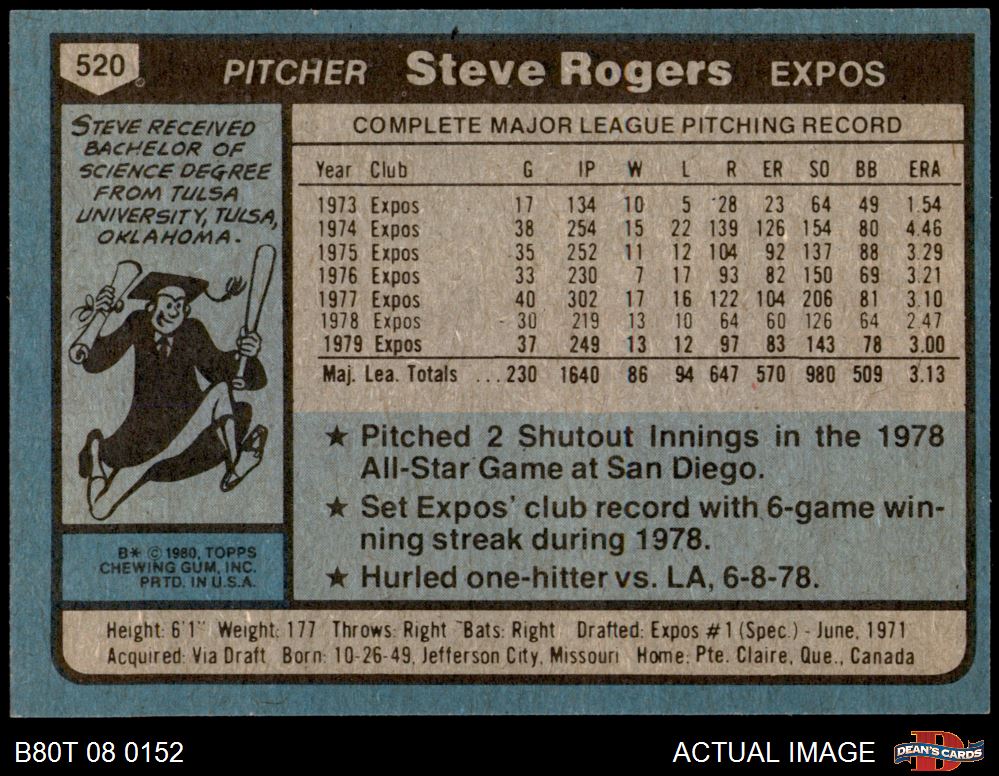 520 PITCHER Steve Rogers EXPOS
STEVE RECEIVED
BACHELOR OF
SCIENCE DEGREE
FROM TULSA
UNIVERSITY, TULSA,
OKLAHOMA.
B* © 1980, TOPPS
CHEWING GUM, INC.
PRTD. IN U.S.A.
COMPLETE MAJOR LEAGUE PITCHING RECORD
Year Club G IP W L R ER SO BB ERA
1973 Expos 17 134 10 5 28 23 64 49 1.54
1974 Expos 38 254 15 22 139 126 154 80 4.46
1975 Expos 35 252 11 12 104 92 137 88 3.29
1976 Expos 33 230 7 17 93 82 150 69 3.21
1977 Expos 40 302 17 16 122 104 206 81 3.10
1978 Expos 30 219 13 10 64 60 126 64 2.47
1979 Expos 37 249 13 12 97 83 143 78 3.00
Maj. Lea. Totals ...230 1640 86 94 647 570 980 509 3.13
★ Pitched 2 Shutout Innings in the 1978
All-Star Game at San Diego.
★ Set Expos' club record with 6-game win-
ning streak during 1978.
★ Hurled one-hitter vs. LA, 6-8-78.
Height: 6'1" Weight: 177 Throws: Right Bats: Right Drafted: Expos #1 (Spec.) - June, 1971
Acquired: Via Draft Born: 10-26-49, Jefferson City, Missouri Home: Pte. Claire, Que., Canada
B80T 08 0152 ACTUAL IMAGE D DEAN'S CARDS